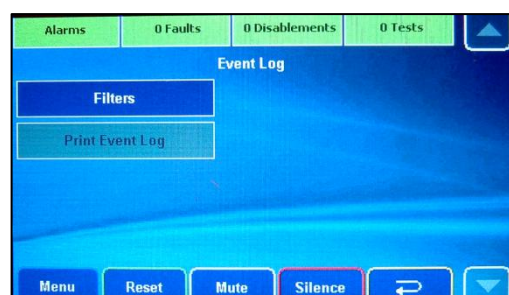 Alarms 0 Faults 0 Disablements 0 Tests
Event Log
Filters
Print Event Log
Menu Reset Mute Silence